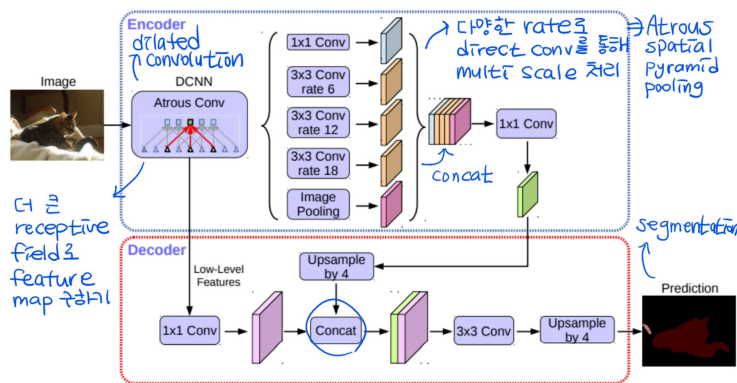 Encoder
dilated
convolution
Image
DCNN
Atrous Conv
1x1 Conv
3x3 Conv
rate 6
3x3 Conv
rate 12
3x3 Conv
rate 18
Image
Pooling
다양한 rate로
direct conv를 통해
multi scale 처리
⇒ Atrous
spatial
pyramid
pooling
concat
1x1 Conv
더 큰
receptive
field로
feature
map 구하기
Decoder
Low-Level
Features
Upsample
by 4
1x1 Conv
Concat
3x3 Conv
Upsample
by 4
segmentation
Prediction